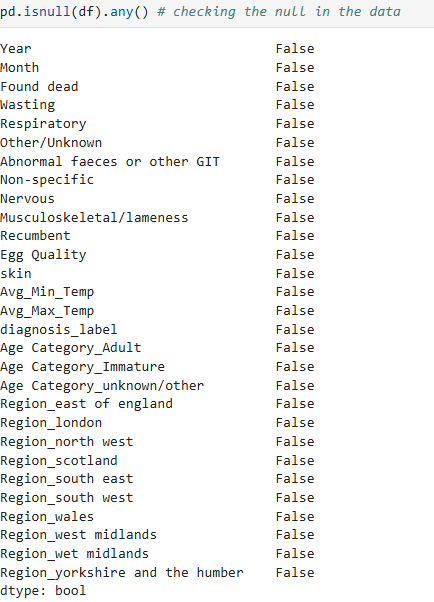 pd.isnull(df).any() # checking the null in the data
Year False
Month False
Found dead False
Wasting False
Respiratory False
Other/Unknown False
Abnormal faeces or other GIT False
Non-specific False
Nervous False
Musculoskeletal/lameness False
Recumbent False
Egg Quality False
skin False
Avg_Min_Temp False
Avg_Max_Temp False
diagnosis_label False
Age Category_Adult False
Age Category_Immature False
Age Category_unknown/other False
Region_east of england False
Region_london False
Region_north west False
Region_scotland False
Region_south east False
Region_south west False
Region_wales False
Region_west midlands False
Region_wet midlands False
Region_yorkshire and the humber False
dtype: bool